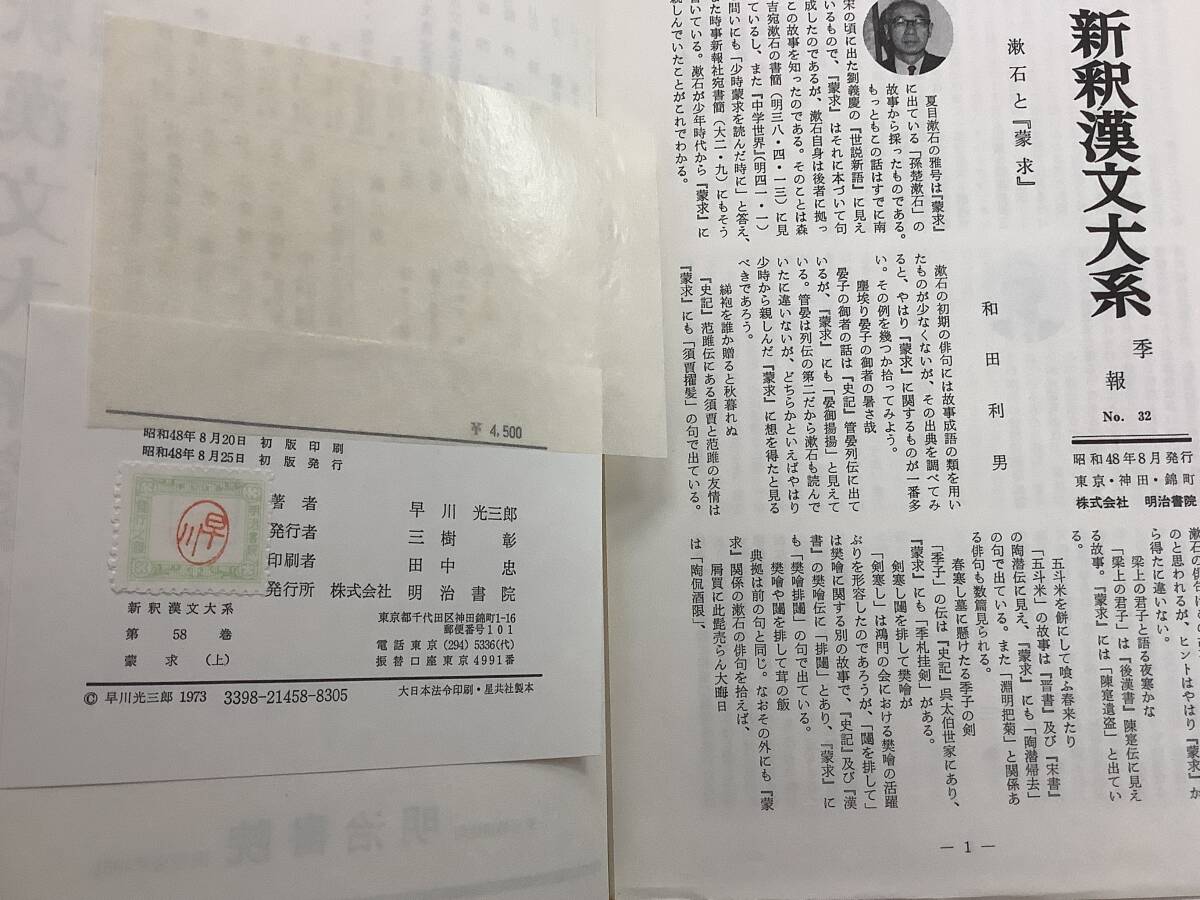 ¥ 4,500
昭和48年8月20日 初版印刷
昭和48年8月25日 初版発行
早川
著者 早川光三郎
発行者 三樹彰
印刷者 田中忠
発行所 株式会社 明治書院
東京都千代田区神田錦町1-16
郵便番号101
電話東京(294)5336(代)
振替口座東京4991番
新釈漢文大系
第58巻
蒙求(上)
© 早川光三郎 1973 3398-21458-8305
大日本法令印刷・星共社製本
明治書院
新釈漢文大系
季報
No. 32
昭和48年8月発行
東京・神田・錦町
株式会社 明治書院
漱石と『蒙求』
和田利男
夏目漱石の雅号は『蒙求』
に出ている「孫楚漱石」の
故事から採ったものである。
もっともこの話はすでに南
宋の頃に出た劉義慶の『世説新語』に見え
いるもので、『蒙求』はそれに本づいて句
成したのであるが、漱石自身は後者に拠っ
この故事を知ったのである。そのことは森
吉宛漱石の書簡(明三八・四・一三)に見
ているし、また『中学世界』(明四一・一)
問いにも「少時蒙求を読んだ時に」と答え、
また時事新報社宛書簡(大二・九)にもそう
書いている。漱石が少年時代から『蒙求』に
親しんでいたことがこれでわかる。
漱石の初期の俳句には故事成語の類を用い
たものが少なくないが、その出典を調べてみ
ると、やはり『蒙求』に関するものが一番多
い。その例を幾つか拾ってみよう。
塵埃り晏子の御者の暑さ哉
晏子の御者の話は『史記』管晏列伝に出て
いるが、『蒙求』にも「晏御揚揚」と見えて
いる。管晏は列伝の第二だから漱石も読んで
いたに違いないが、どちらかといえばやはり
少時から親しんだ『蒙求』に想を得たと見る
べきであろう。
綈袍を誰か贈ると秋暮れぬ
『史記』范雎伝にある須賈と范雎の友情は
『蒙求』にも「須賈擢髪」の句で出ている。
のと思われるが、ヒントはやはり『蒙求』か
ら得たに違いない。
梁上の君子と語る夜寒かな
「梁上の君子」は『後漢書』陳寔伝に見え
る故事。『蒙求』には「陳寔遺盗」と出てい
る。
五斗米を餅にして喰ふ春来たり
「五斗米」の故事は『晋書』及び『宋書』
の陶潜伝に見え、『蒙求』にも「陶潜帰去」
の句で出ている。また「淵明把菊」と関係あ
る俳句も数篇見られる。
春寒し墓に懸けたる季子の剣
「季子」の伝は『史記』呉太伯世家にあり、
『蒙求』にも「季札挂剣」がある。
剣寒し闥を排して樊噲が
「剣寒し」は鴻門の会における樊噲の活躍
ぶりを形容したのであろうが、「闥を排して」
は樊噲に関する別の故事で、『史記』及び『漢
書』の樊噲伝に「排闥」とあり、『蒙求』に
も「樊噲排闥」の句で出ている。
樊噲や闥を排して茸の飯
典拠は前の句と同じ。なおその外にも『蒙
求』関係の漱石の俳句を拾えば、
屑買に此髭売らん大晦日
は「陶侃酒限」、
— 1 —